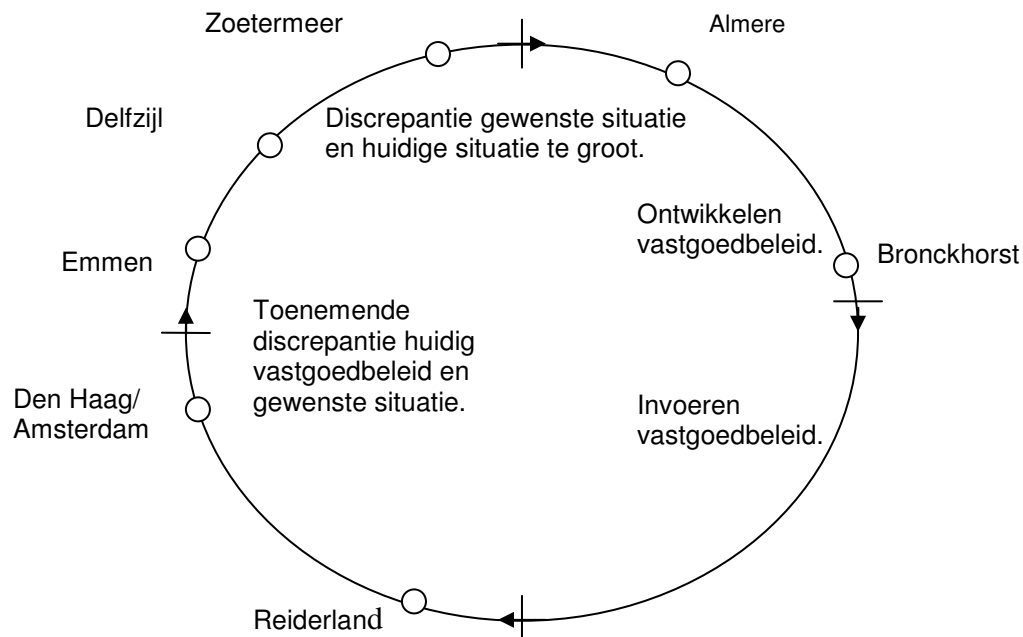 Zoetermeer
Almere
Delfzijl
Discrepantie gewenste situatie
en huidige situatie te groot.
Ontwikkelen
vastgoedbeleid.
Emmen
Bronckhorst
Toenemende
discrepantie huidig
vastgoedbeleid en
gewenste situatie.
Den Haag/
Amsterdam
Invoeren
vastgoedbeleid.
Reiderland